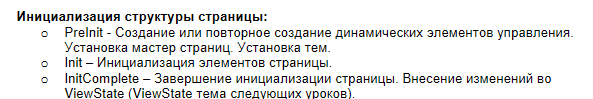 Инициализация структуры страницы:
o PreInit - Создание или повторное создание динамических элементов управления.
Установка мастер страниц. Установка тем.
o Init – Инициализация элементов страницы.
o InitComplete – Завершение инициализации страницы. Внесение изменений во
ViewState (ViewState тема следующих уроков).